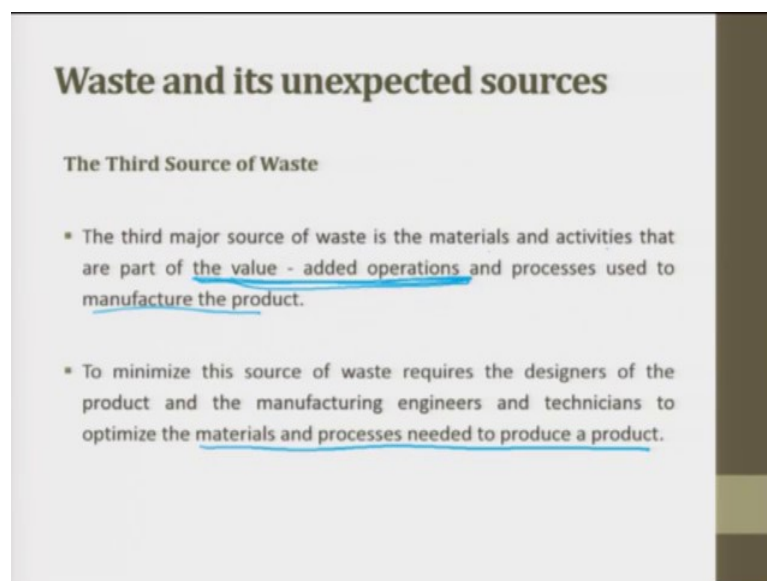 Waste and its unexpected sources
The Third Source of Waste
▪ The third major source of waste is the materials and activities that
are part of the value - added operations and processes used to
manufacture the product.
▪ To minimize this source of waste requires the designers of the
product and the manufacturing engineers and technicians to
optimize the materials and processes needed to produce a product.